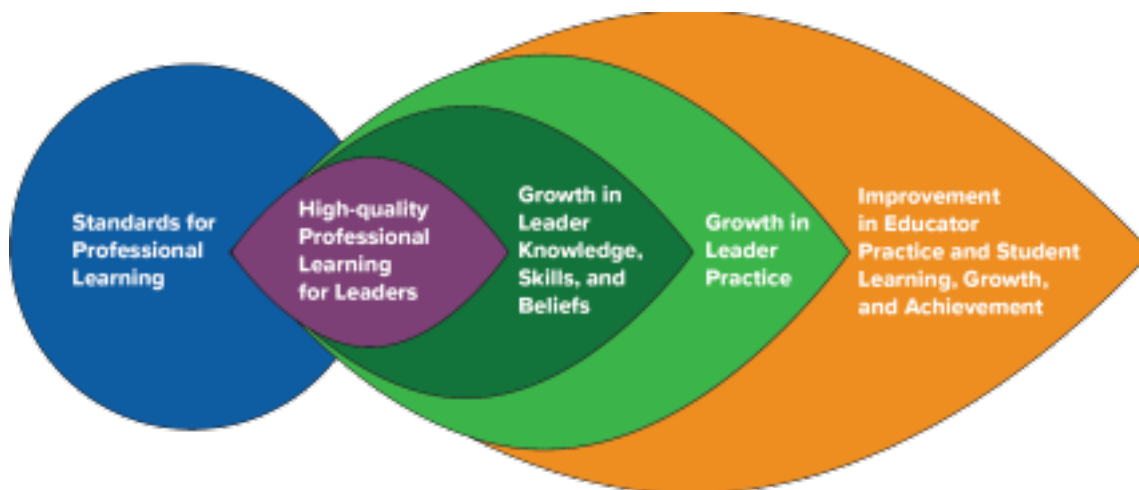 Standards for
Professional
Learning
High-quality
Professional
Learning
for Leaders
Growth in
Leader
Knowledge,
Skills, and
Beliefs
Growth in
Leader
Practice
Improvement
in Educator
Practice and Student
Learning, Growth,
and Achievement